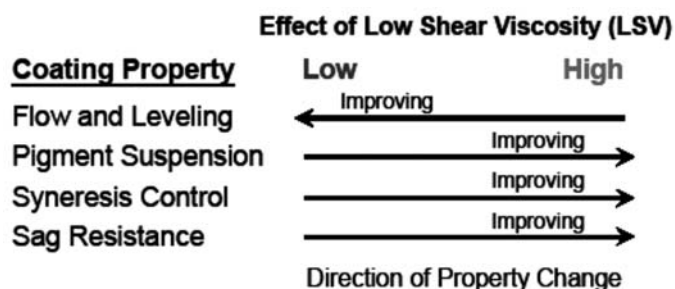 Effect of Low Shear Viscosity (LSV)
Coating Property Low High
Flow and Leveling Improving
Pigment Suspension Improving
Syneresis Control Improving
Sag Resistance Improving
Direction of Property Change